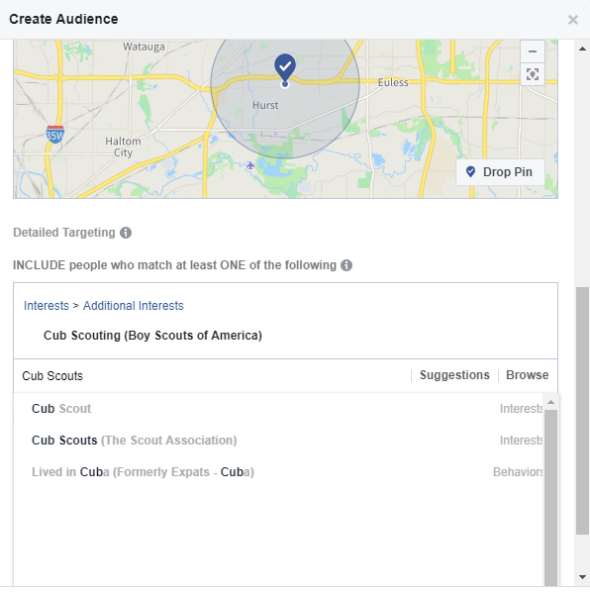 Create Audience
Watauga
Euless
Hurst
35W
Haltom
City
Drop Pin
Detailed Targeting
INCLUDE people who match at least ONE of the following
Interests > Additional Interests
Cub Scouting (Boy Scouts of America)
Cub Scouts Suggestions Browse
Cub Scout Interests
Cub Scouts (The Scout Association) Interests
Lived in Cuba (Formerly Expats - Cuba) Behaviors